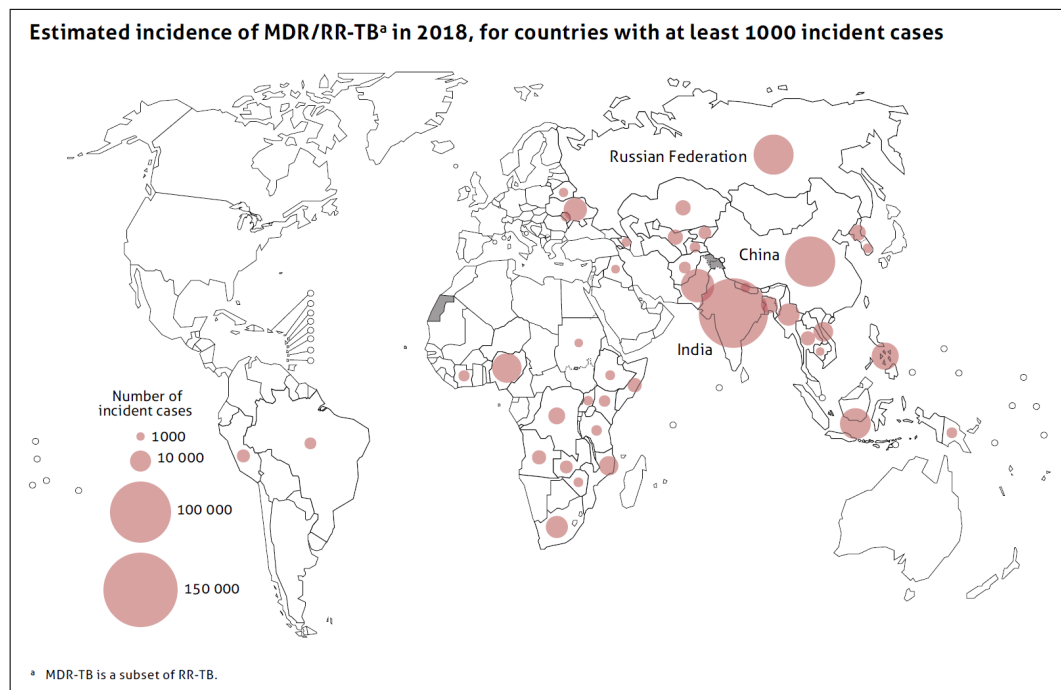 Estimated incidence of MDR/RR-TBᵃ in 2018, for countries with at least 1000 incident cases
Russian Federation
China
India
Number of
incident cases
1000
10 000
100 000
150 000
ᵃ MDR-TB is a subset of RR-TB.